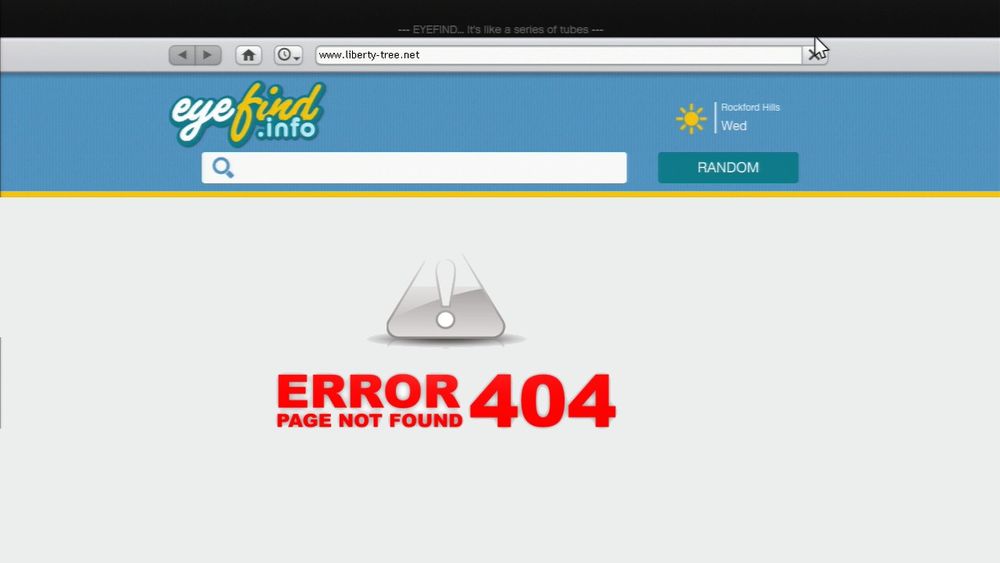 --- EYEFIND... It's like a series of tubes ---
www.liberty-tree.net
eyefind
.info
Rockford Hills
Wed
RANDOM
ERROR 404
PAGE NOT FOUND